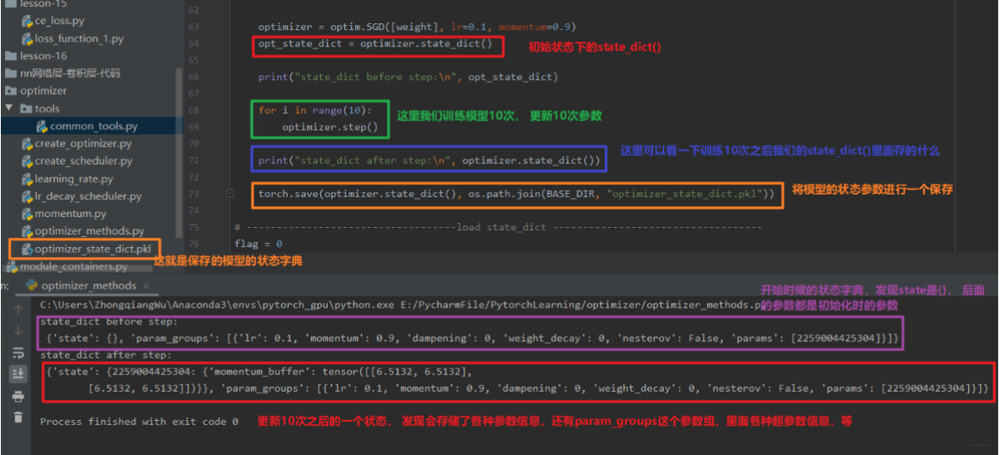 lesson-15
ce_loss.py
loss_function_1.py
lesson-16
nn网络层-卷积层-代码
optimizer
tools
common_tools.py
create_optimizer.py
create_scheduler.py
learning_rate.py
lr_decay_scheduler.py
momentum.py
optimizer_methods.py
optimizer_state_dict.pkl
这就是保存的模型的状态字典
module_containers.py
62
63 optimizer = optim.SGD([weight], lr=0.1, momentum=0.9)
64 opt_state_dict = optimizer.state_dict() 初始状态下的state_dict()
65
66 print("state_dict before step:\n", opt_state_dict)
67
68 for i in range(10): 这里我们训练模型10次， 更新10次参数
69 optimizer.step()
70
71 print("state_dict after step:\n", optimizer.state_dict()) 这里可以看一下训练10次之后我们的state_dict()里面存的什么
72
73 torch.save(optimizer.state_dict(), os.path.join(BASE_DIR, "optimizer_state_dict.pkl")) 将模型的状态参数进行一个保存
74
75 # -----------------------------------load state_dict -----------------------------------
76 flag = 0
n: optimizer_methods ×
开始时候的状态字典，发现state是{}， 后面
的参数都是初始化时的参数
C:\Users\ZhongqiangWu\Anaconda3\envs\pytorch_gpu\python.exe E:/PycharmFile/PytorchLearning/optimizer/optimizer_methods.p
state_dict before step:
{'state': {}, 'param_groups': [{'lr': 0.1, 'momentum': 0.9, 'dampening': 0, 'weight_decay': 0, 'nesterov': False, 'params': [2259004425304]}]}
state_dict after step:
{'state': {2259004425304: {'momentum_buffer': tensor([[6.5132, 6.5132],
[6.5132, 6.5132]])}}, 'param_groups': [{'lr': 0.1, 'momentum': 0.9, 'dampening': 0, 'weight_decay': 0, 'nesterov': False, 'params': [2259004425304]}]}
Process finished with exit code 0 更新10次之后的一个状态， 发现会存储了各种参数信息，还有param_groups这个参数组，里面各种超参数信息，等